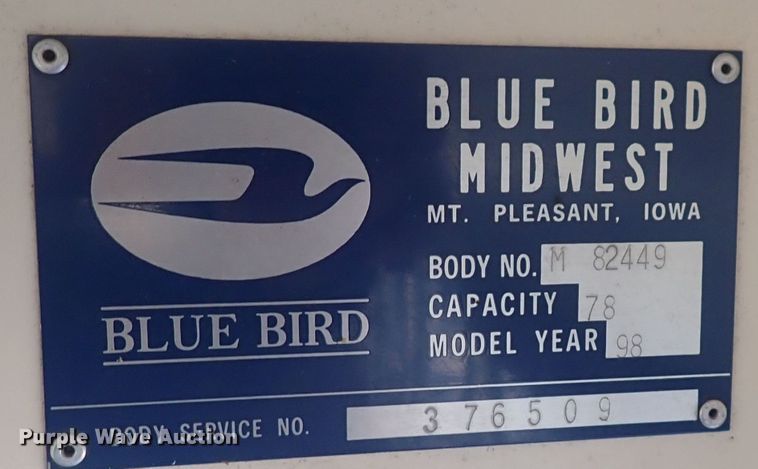 BLUE BIRD
MIDWEST
MT. PLEASANT, IOWA
BODY NO. M 82449
CAPACITY 78
MODEL YEAR 98
BLUE BIRD
BODY SERVICE NO. 376509
Purple Wave Auction